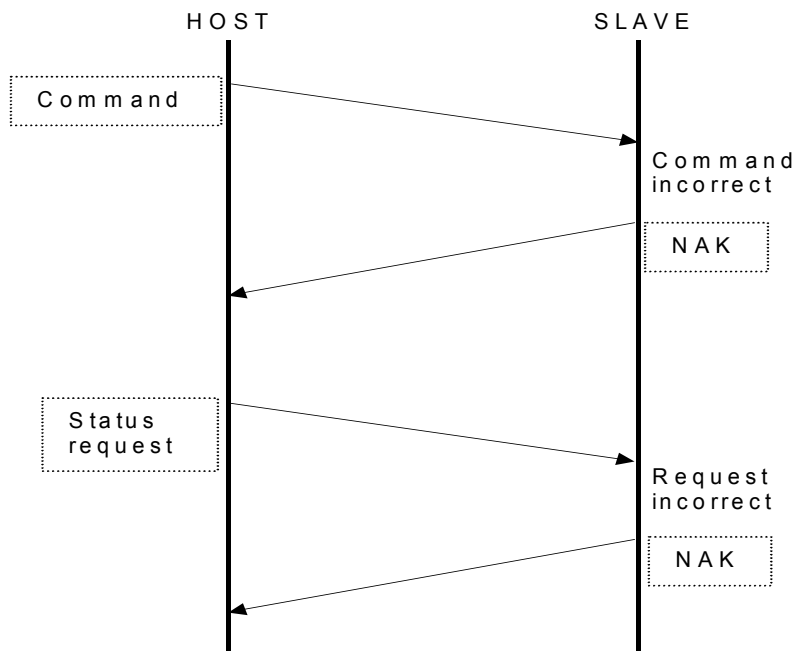 HOST
SLAVE
Command
Command
incorrect
NAK
Status
request
Request
incorrect
NAK